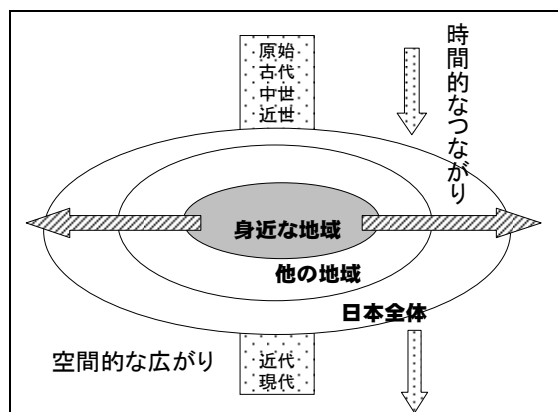 原始
古代
中世
近世
時間的なつながり
身近な地域
他の地域
日本全体
空間的な広がり
近代
現代